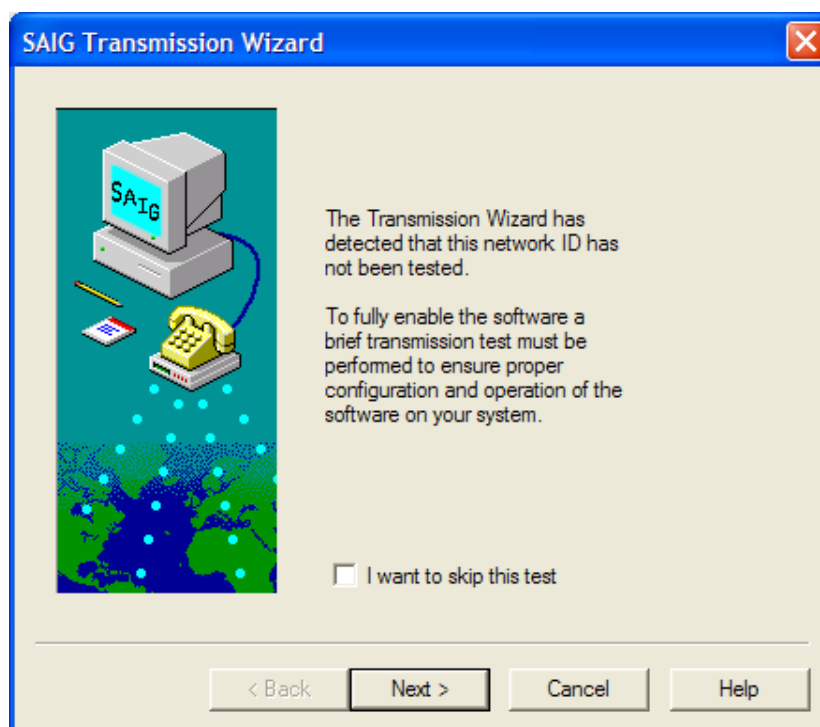 SAIG Transmission Wizard
SAIG
The Transmission Wizard has
detected that this network ID has
not been tested.
To fully enable the software a
brief transmission test must be
performed to ensure proper
configuration and operation of the
software on your system.
I want to skip this test
< Back
Next >
Cancel
Help